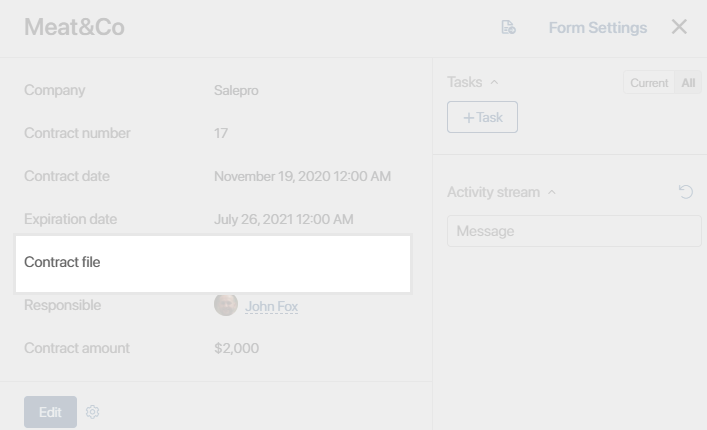 Meat&Co
Form Settings
Company Salepro
Contract number 17
Contract date November 19, 2020 12:00 AM
Expiration date July 26, 2021 12:00 AM
Contract file
Responsible John Fox
Contract amount $2,000
Edit
Tasks
Current All
+Task
Activity stream
Message